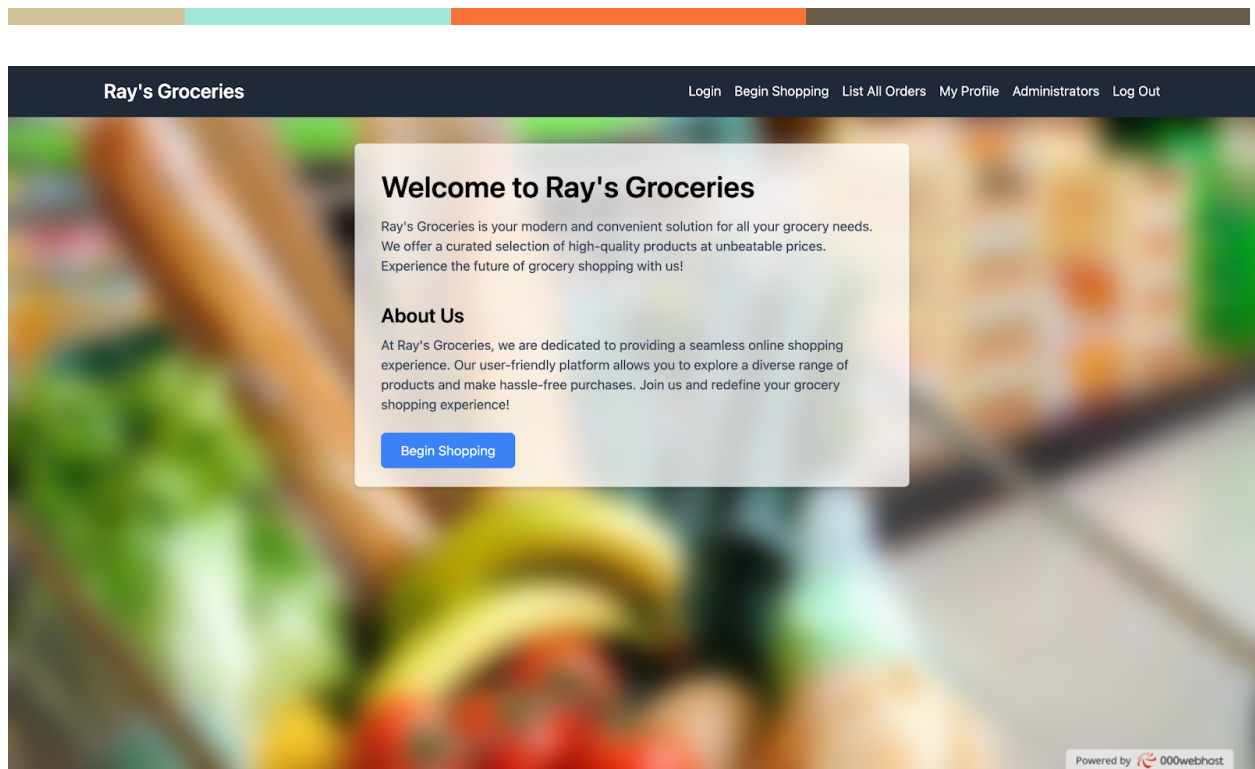 Ray's Groceries
Login Begin Shopping List All Orders My Profile Administrators Log Out
Welcome to Ray's Groceries
Ray's Groceries is your modern and convenient solution for all your grocery needs.
We offer a curated selection of high-quality products at unbeatable prices.
Experience the future of grocery shopping with us!
About Us
At Ray's Groceries, we are dedicated to providing a seamless online shopping
experience. Our user-friendly platform allows you to explore a diverse range of
products and make hassle-free purchases. Join us and redefine your grocery
shopping experience!
Begin Shopping
Powered by 000webhost